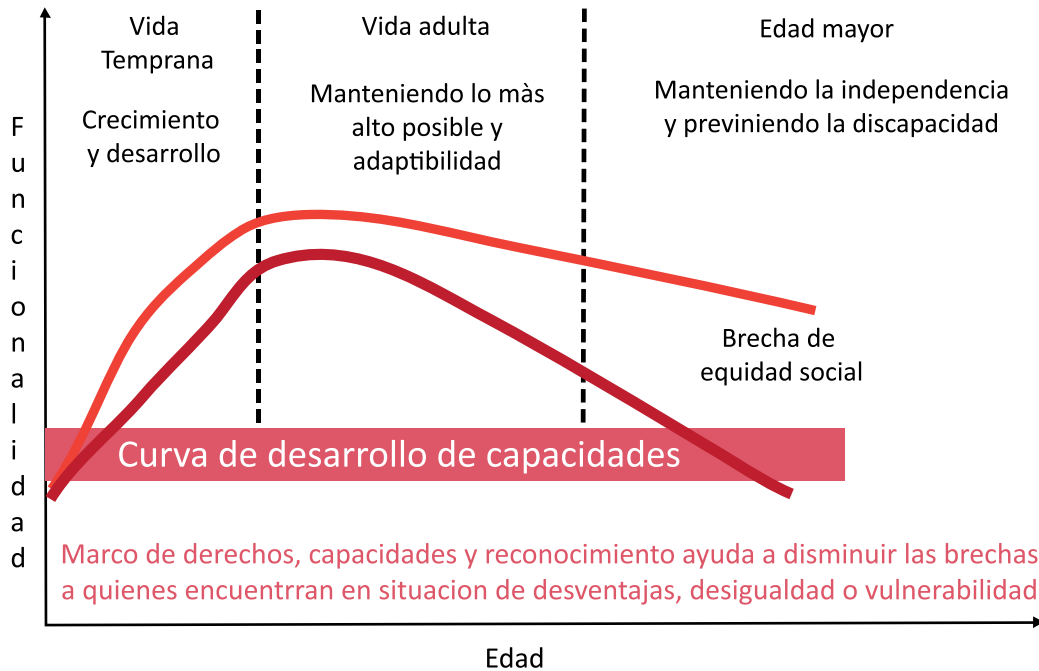 Vida
Temprana
Crecimiento
y desarrollo
Vida adulta
Manteniendo lo màs
alto posible y
adaptibilidad
Edad mayor
Manteniendo la independencia
y previniendo la discapacidad
Funcionalidad
Brecha de
equidad social
Curva de desarrollo de capacidades
Marco de derechos, capacidades y reconocimiento ayuda a disminuir las brechas
a quienes encuentrran en situacion de desventajas, desigualdad o vulnerabilidad
Edad